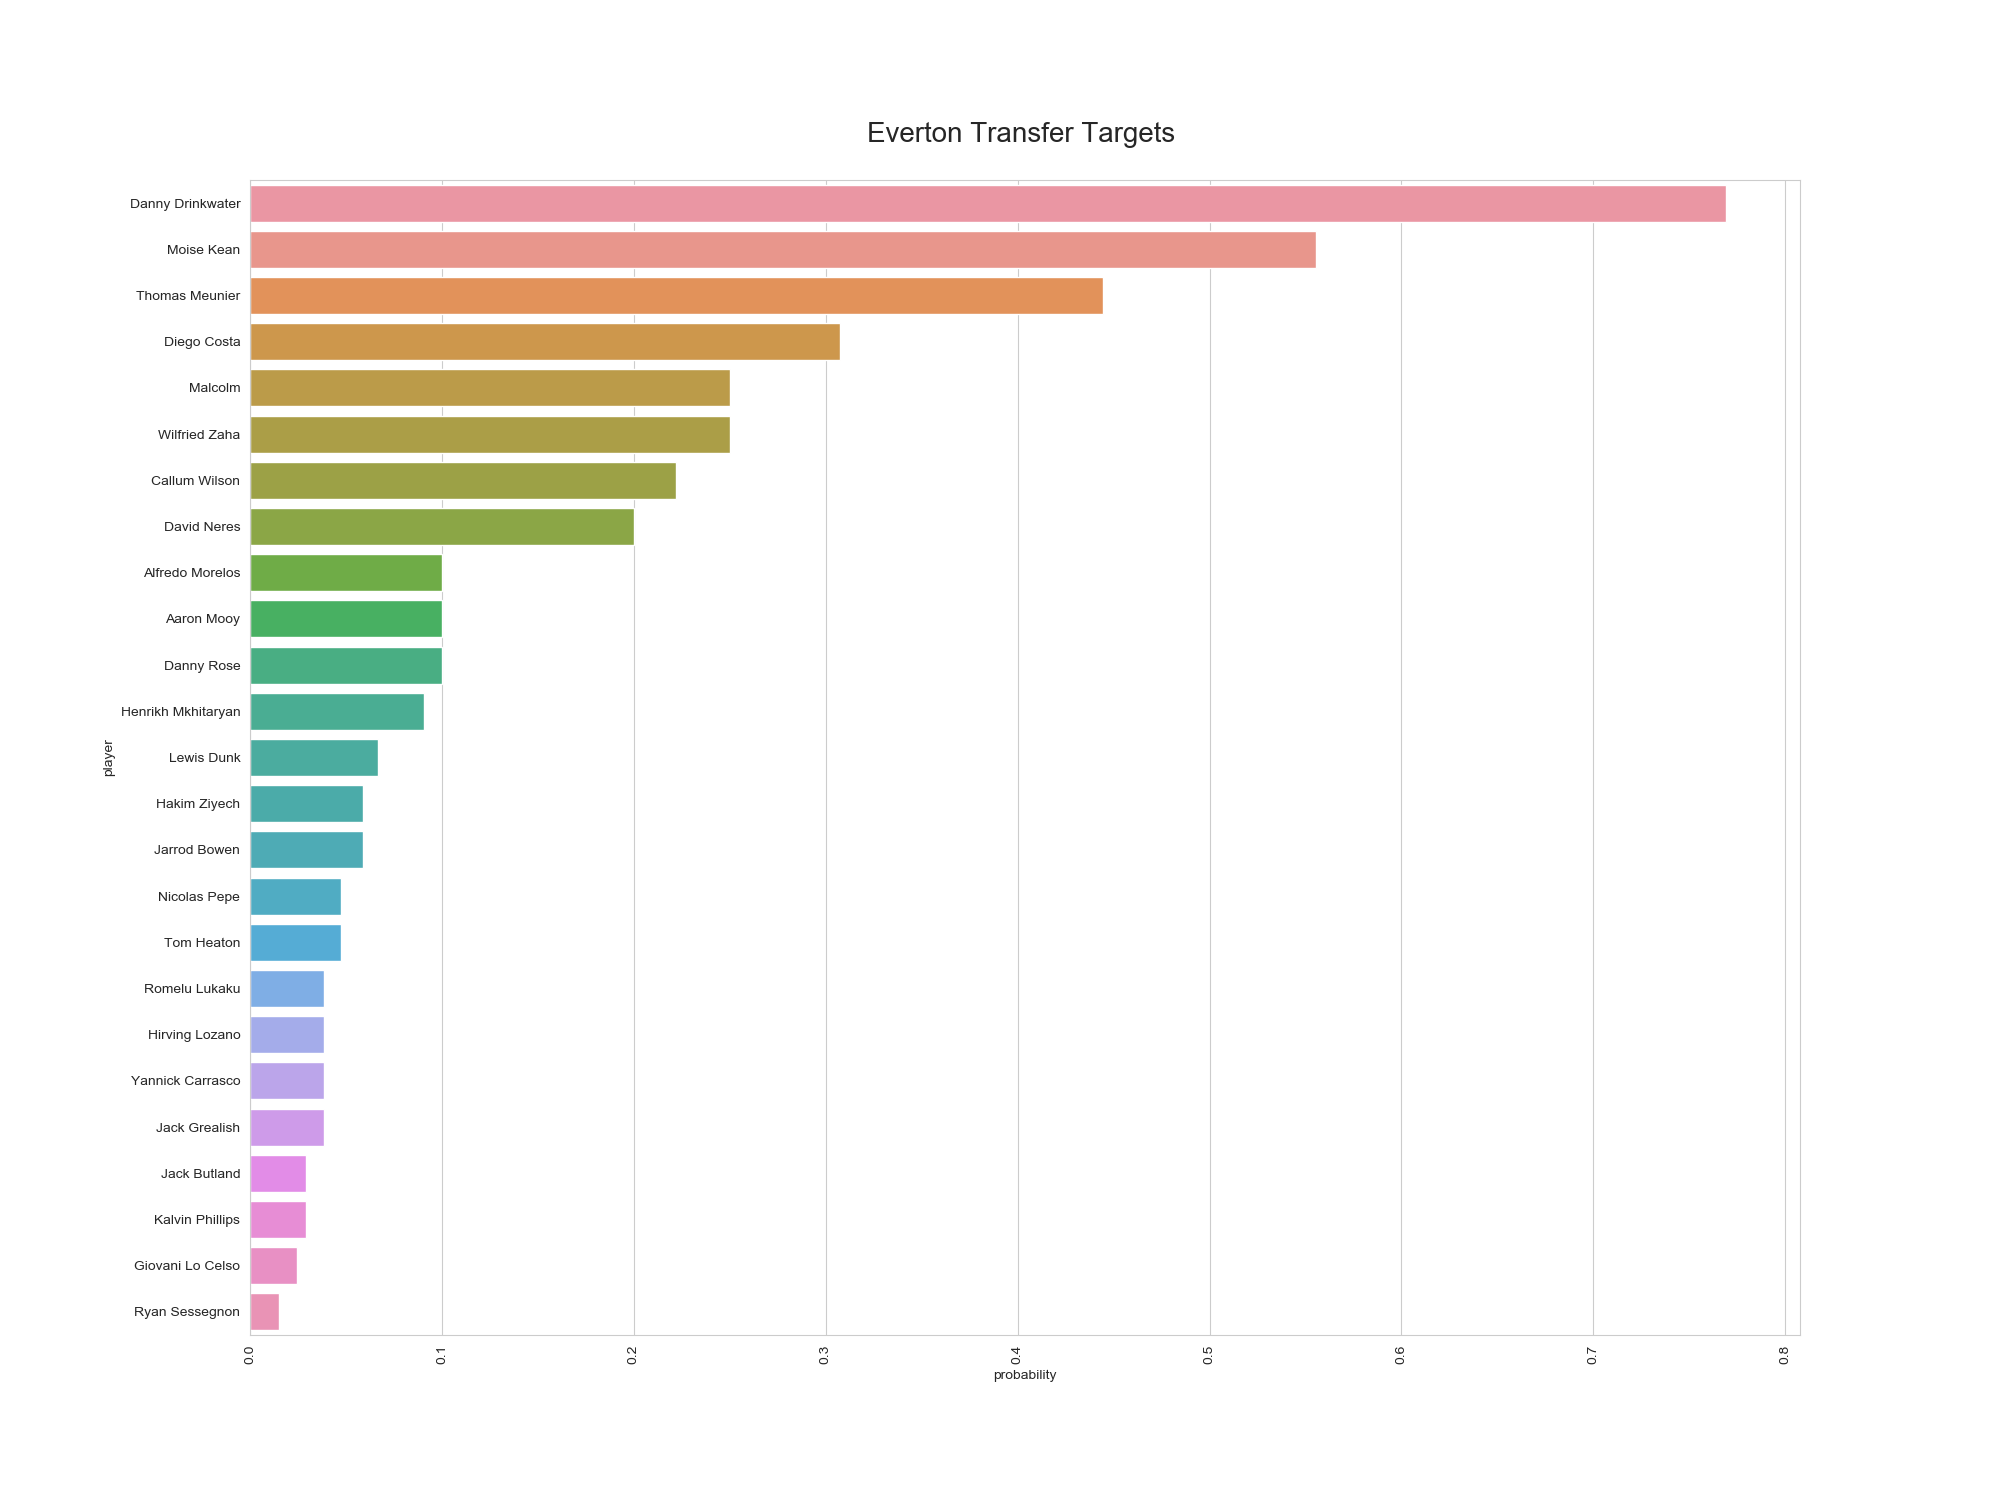 Everton Transfer Targets
Danny Drinkwater
Moise Kean
Thomas Meunier
Diego Costa
Malcolm
Wilfried Zaha
Callum Wilson
David Neres
Alfredo Morelos
Aaron Mooy
Danny Rose
Henrikh Mkhitaryan
Lewis Dunk
Hakim Ziyech
Jarrod Bowen
Nicolas Pepe
Tom Heaton
Romelu Lukaku
Hirving Lozano
Yannick Carrasco
Jack Grealish
Jack Butland
Kalvin Phillips
Giovani Lo Celso
Ryan Sessegnon
player
0.0
0.1
0.2
0.3
0.4
0.5
0.6
0.7
0.8
probability